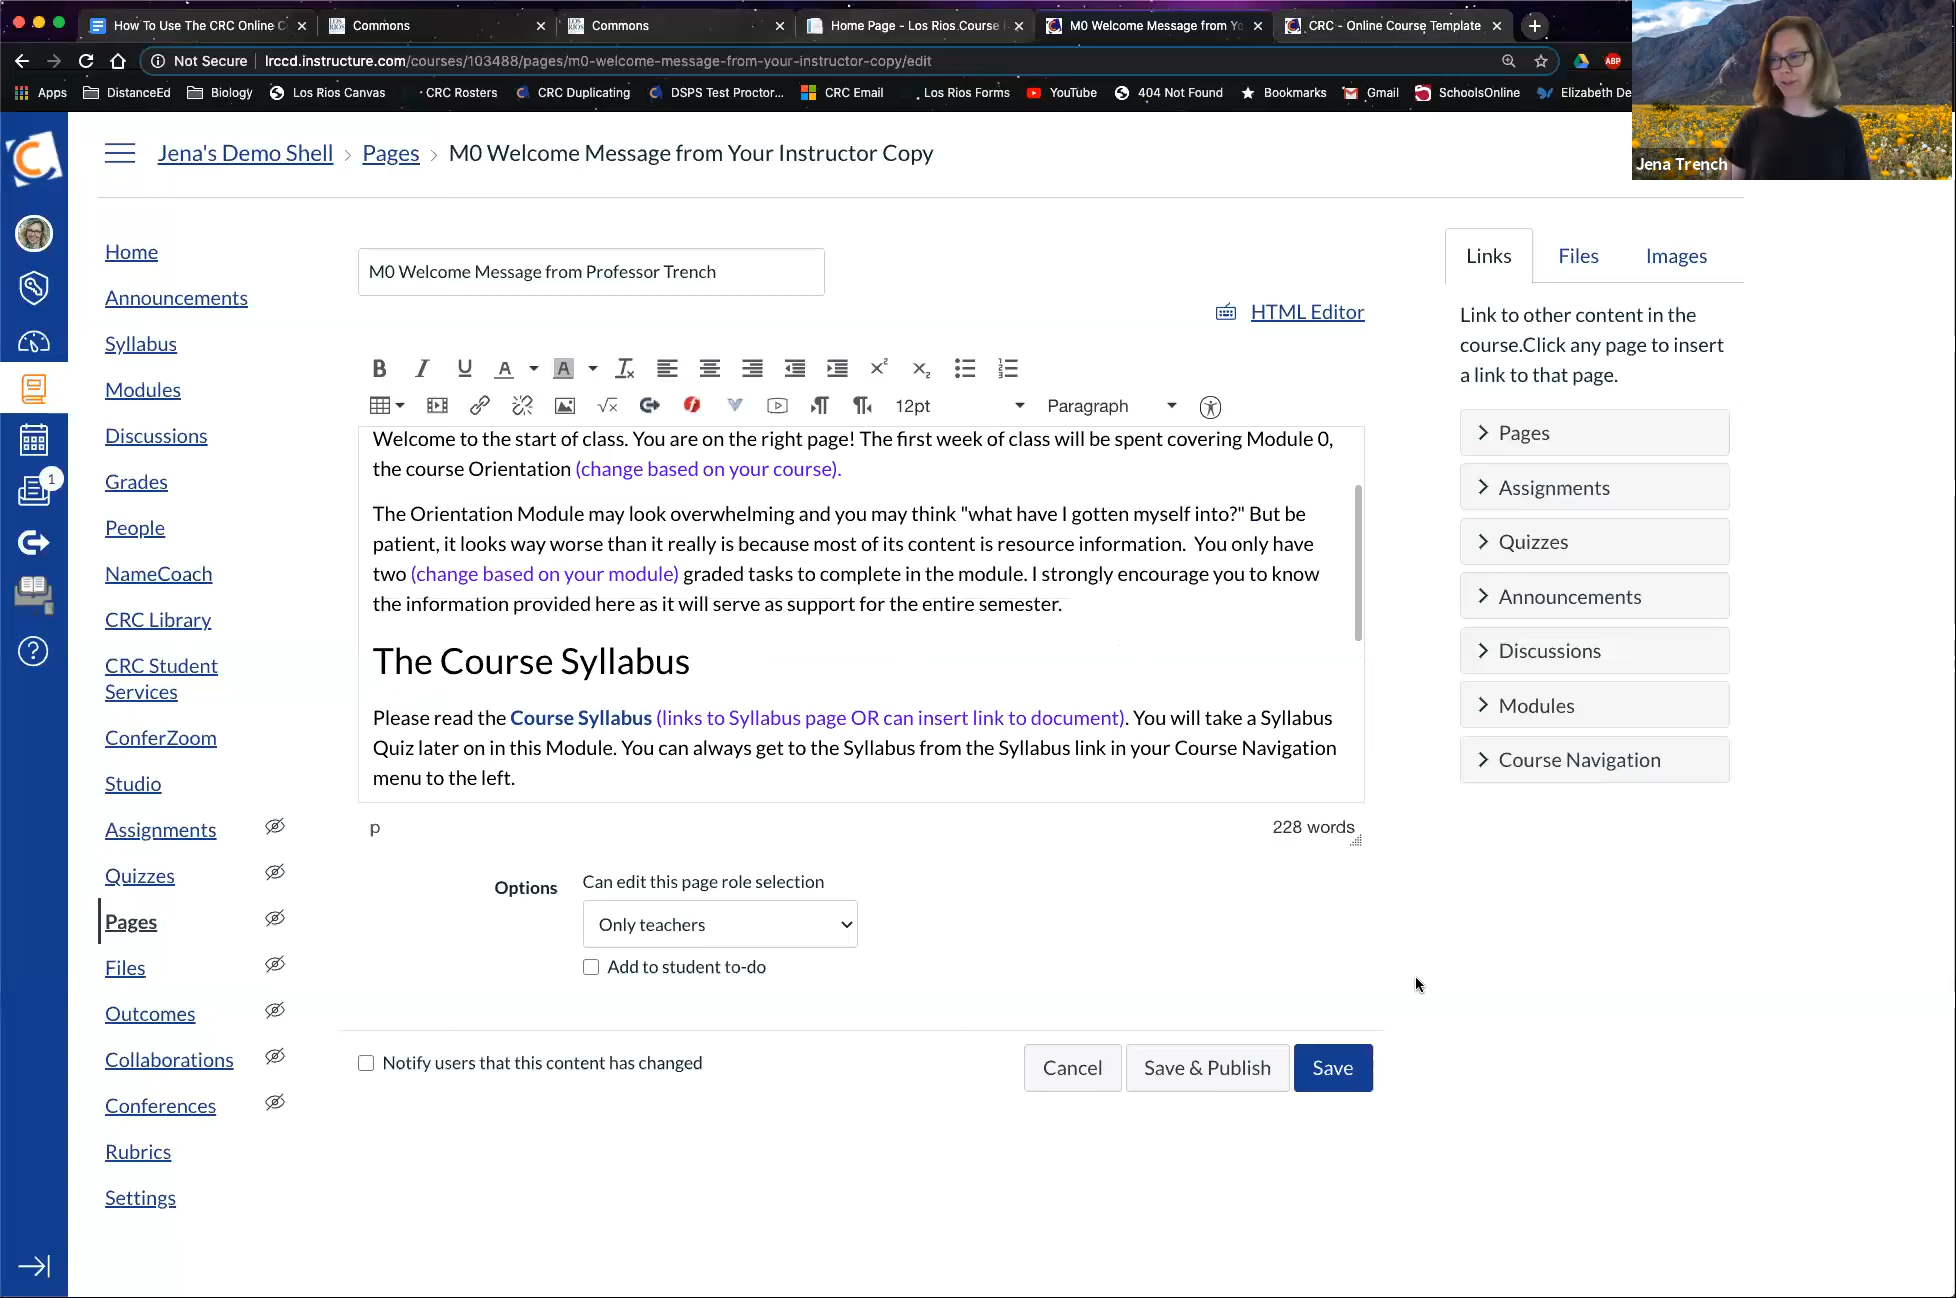 How To Use The CRC Online C
Commons
Commons
Home Page - Los Rios Course
M0 Welcome Message from Yo
CRC - Online Course Template
Not Secure lrccd.instructure.com/courses/103488/pages/m0-welcome-message-from-your-instructor-copy/edit
ABP
Apps
DistanceEd
Biology
Los Rios Canvas
CRC Rosters
CRC Duplicating
DSPS Test Proctor...
CRC Email
Los Rios Forms
YouTube
404 Not Found
Bookmarks
Gmail
SchoolsOnline
Elizabeth De
Jena Trench
Jena's Demo Shell > Pages > M0 Welcome Message from Your Instructor Copy
1
Home
Announcements
Syllabus
Modules
Discussions
Grades
People
NameCoach
CRC Library
CRC Student
Services
ConferZoom
Studio
Assignments
Quizzes
Pages
Files
Outcomes
Collaborations
Conferences
Rubrics
Settings
M0 Welcome Message from Professor Trench
HTML Editor
12pt
Paragraph
Welcome to the start of class. You are on the right page! The first week of class will be spent covering Module 0,
the course Orientation (change based on your course).
The Orientation Module may look overwhelming and you may think "what have I gotten myself into?" But be
patient, it looks way worse than it really is because most of its content is resource information. You only have
two (change based on your module) graded tasks to complete in the module. I strongly encourage you to know
the information provided here as it will serve as support for the entire semester.
The Course Syllabus
Please read the Course Syllabus (links to Syllabus page OR can insert link to document). You will take a Syllabus
Quiz later on in this Module. You can always get to the Syllabus from the Syllabus link in your Course Navigation
menu to the left.
p
228 words
Options
Can edit this page role selection
Only teachers
Add to student to-do
Notify users that this content has changed
Cancel
Save & Publish
Save
Links
Files
Images
Link to other content in the
course.Click any page to insert
a link to that page.
Pages
Assignments
Quizzes
Announcements
Discussions
Modules
Course Navigation